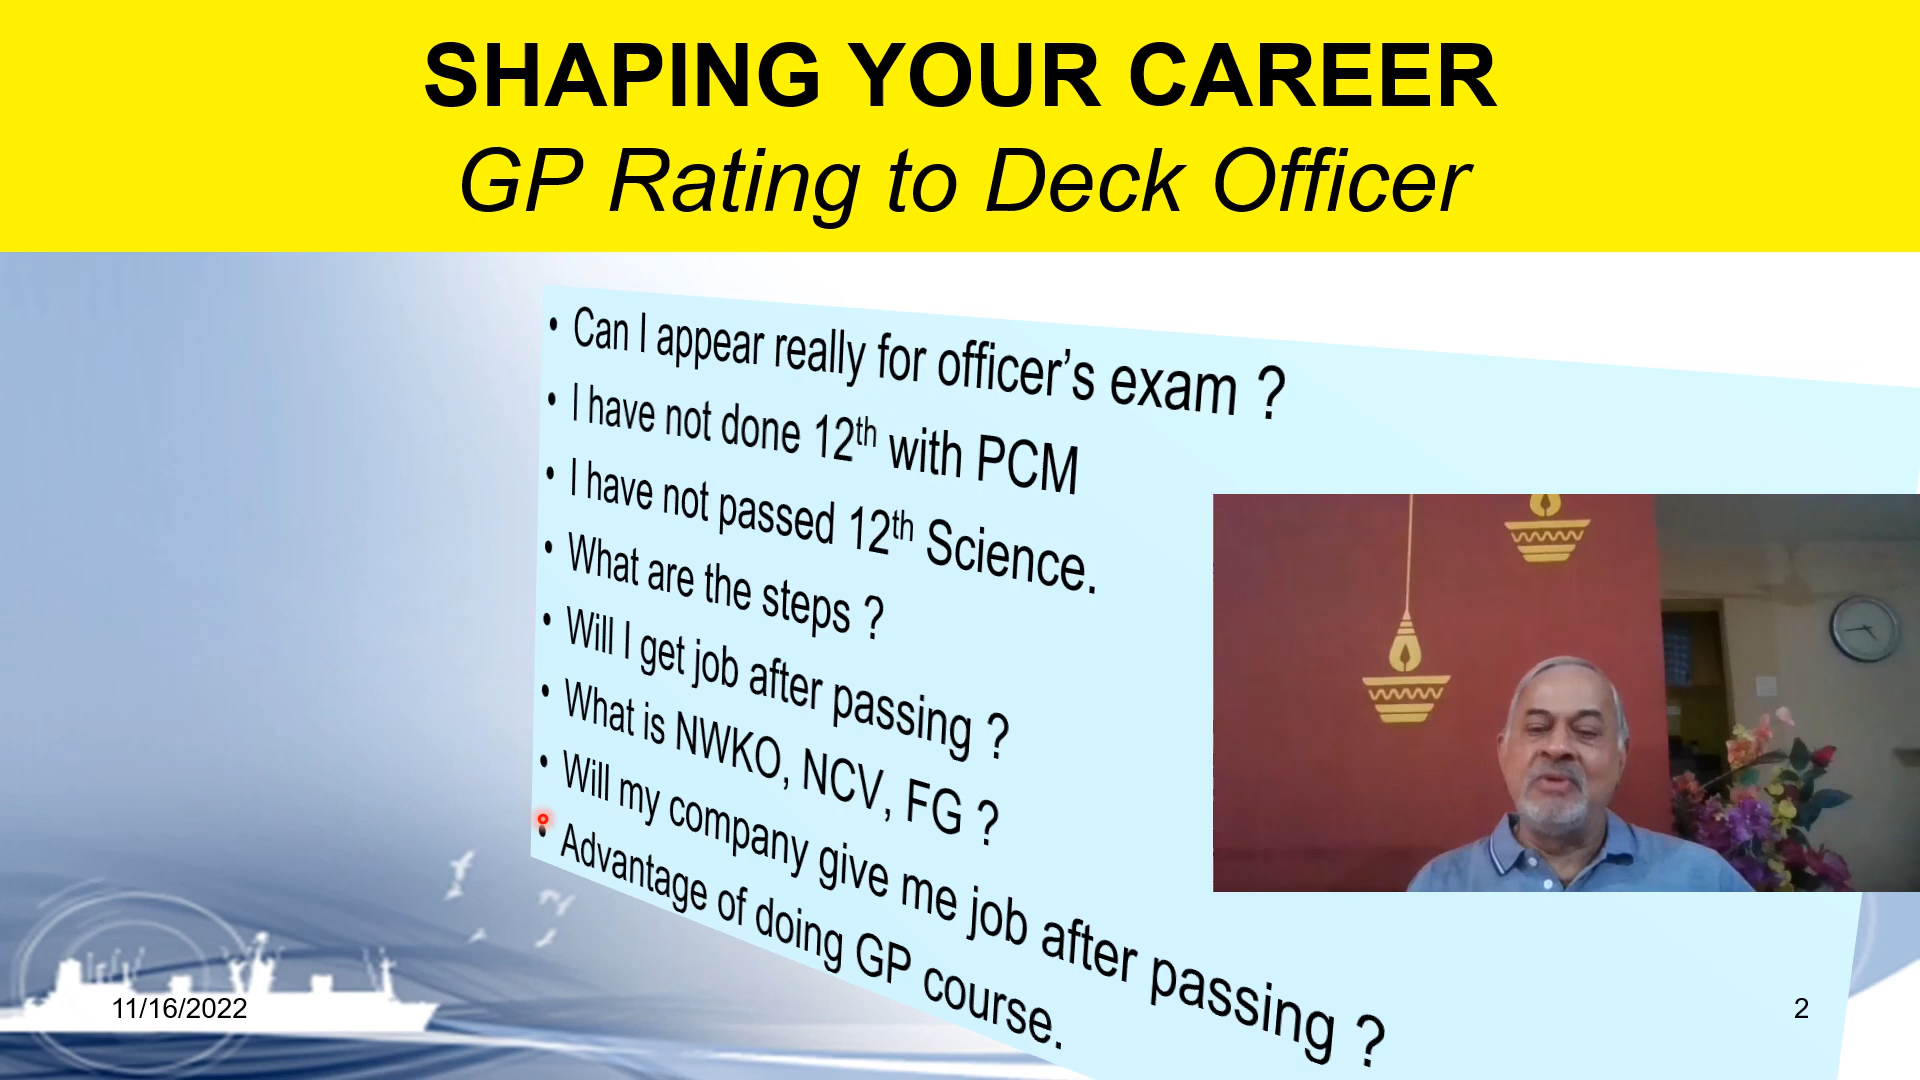 SHAPING YOUR CAREER
GP Rating to Deck Officer
• Can I appear really for officer’s exam ?
• I have not done 12th with PCM
• I have not passed 12th Science.
• What are the steps ?
• Will I get job after passing ?
• What is NWKO, NCV, FG ?
• Will my company give me job after passing ?
• Advantage of doing GP course.
11/16/2022
2